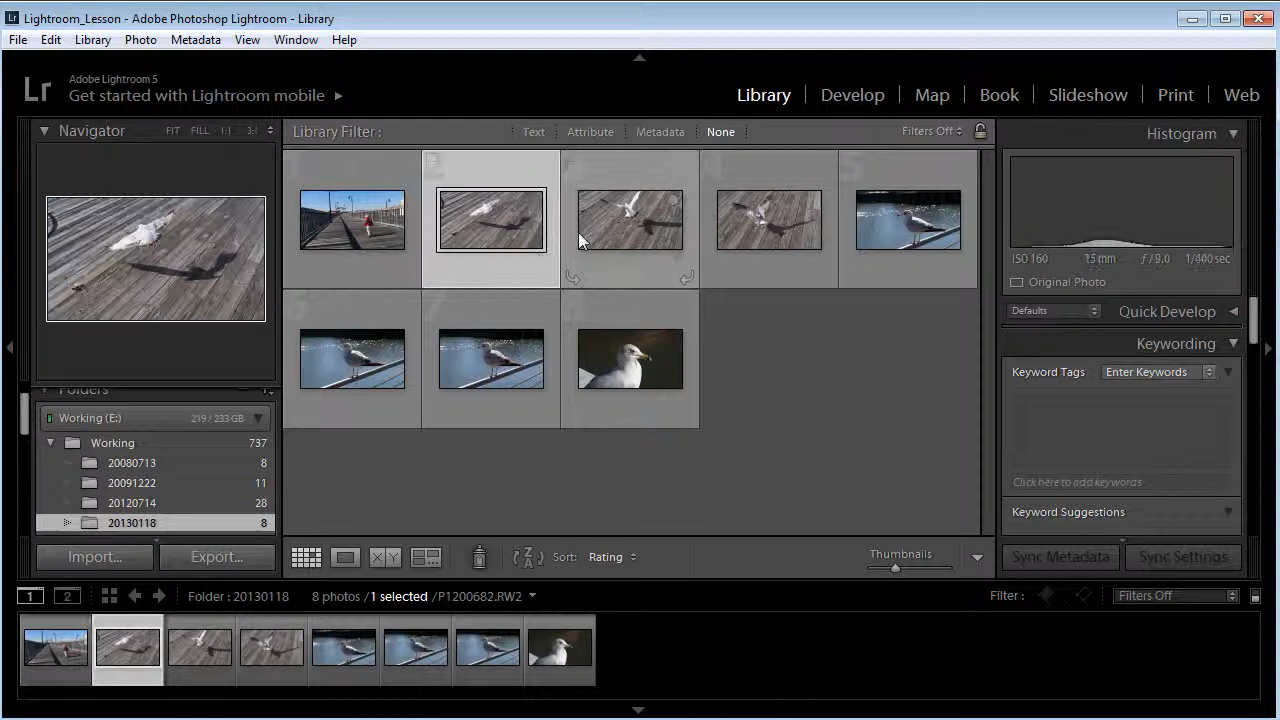 Lightroom_Lesson - Adobe Photoshop Lightroom - Library
File Edit Library Photo Metadata View Window Help
Lr
Adobe Lightroom 5
Get started with Lightroom mobile
Library Develop Map Book Slideshow Print Web
Navigator FIT FILL 1:1 3:1
Library Filter : Text Attribute Metadata None Filters Off
Histogram
ISO 160 15 mm ƒ / 9.0 1/400 sec
Original Photo
Defaults Quick Develop
Keywording
Keyword Tags Enter Keywords
Click here to add keywords
Keyword Suggestions
Folders
Working (E:) 219 / 233 GB
Working 737
20080713 8
20091222 11
20120714 28
20130118 8
Import... Export...
X Y
Z A Sort: Rating
Thumbnails
Sync Metadata Sync Settings
1 2 Folder : 20130118 8 photos / 1 selected / P1200682.RW2
Filter : Filters Off